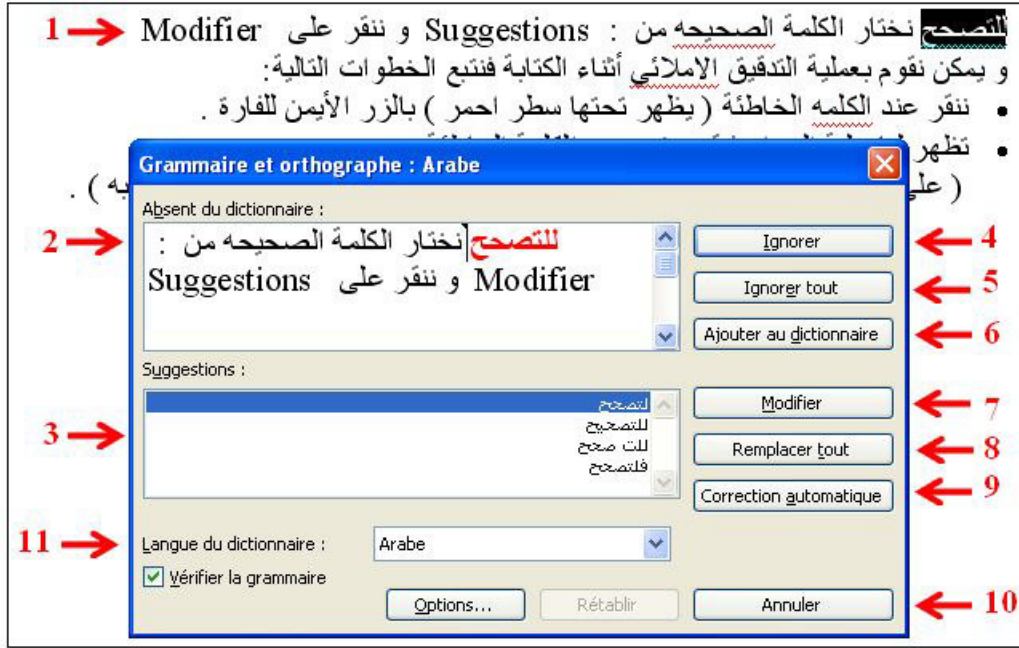 1 للتصحح نختار الكلمة الصحيحه من : Suggestions و ننقر على Modifier
و يمكن نقوم بعملية التدقيق الاملائي أثناء الكتابة فنتبع الخطوات التالية:
• ننقر عند الكلمه الخاطئة ( يظهر تحتها سطر احمر ) بالزر الأيمن للفارة .
• تظهر
( على
به ) .
Grammaire et orthographe : Arabe
Absent du dictionnaire :
2 للتصحح نختار الكلمة الصحيحه من :
Modifier و ننقر على Suggestions
Ignorer 4
Ignorer tout 5
Ajouter au dictionnaire 6
Suggestions :
3
لتصحح
للتصحيح
للت صحح
فلتصحح
Modifier 7
Remplacer tout 8
Correction automatique 9
11 Langue du dictionnaire : Arabe
Vérifier la grammaire
Options... Rétablir Annuler 10